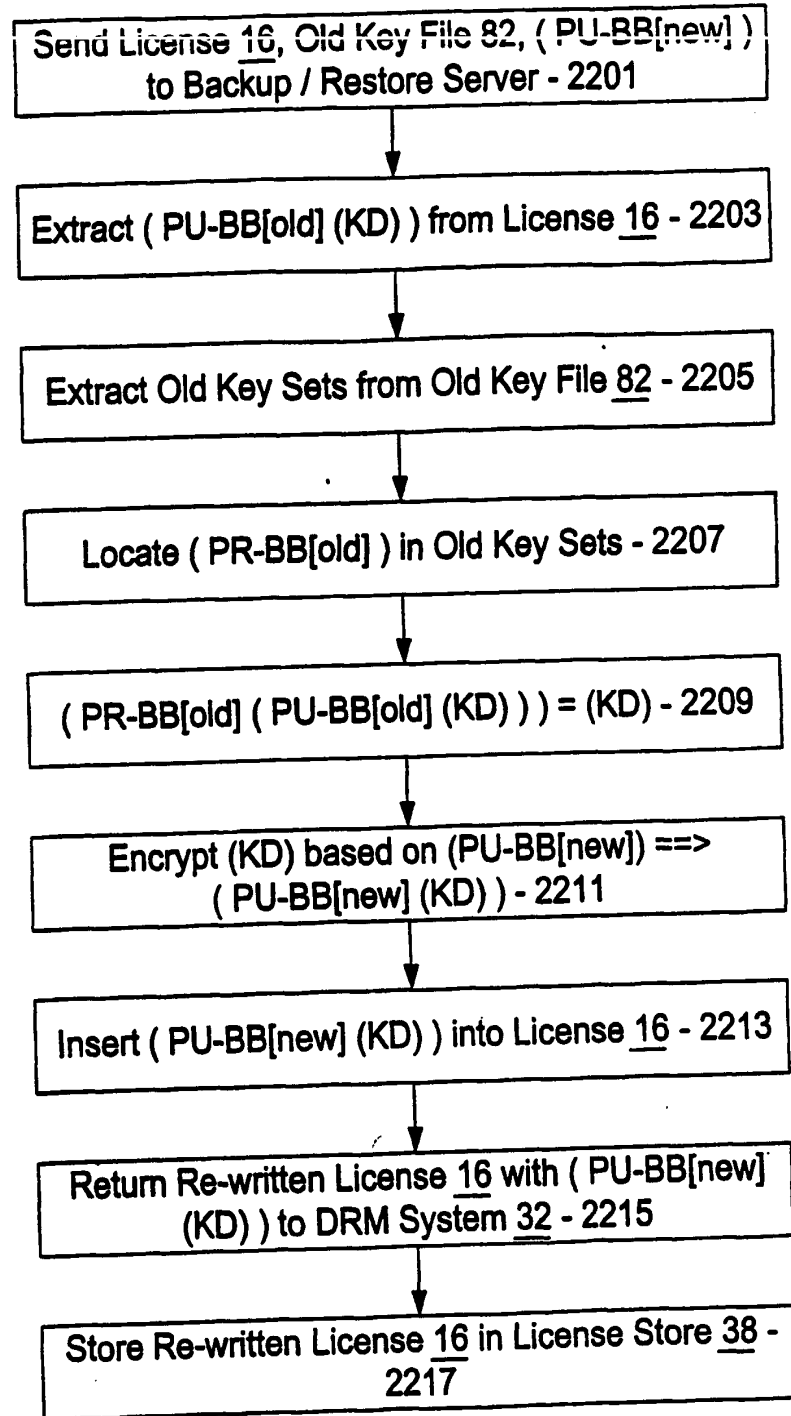 Send License 16, Old Key File 82, ( PU-BB[new] )
to Backup / Restore Server - 2201
Extract ( PU-BB[old] (KD) ) from License 16 - 2203
Extract Old Key Sets from Old Key File 82 - 2205
Locate ( PR-BB[old] ) in Old Key Sets - 2207
( PR-BB[old] ( PU-BB[old] (KD) ) ) = (KD) - 2209
Encrypt (KD) based on (PU-BB[new]) ==>
( PU-BB[new] (KD) ) - 2211
Insert ( PU-BB[new] (KD) ) into License 16 - 2213
Return Re-written License 16 with ( PU-BB[new]
(KD) ) to DRM System 32 - 2215
Store Re-written License 16 in License Store 38 -
2217